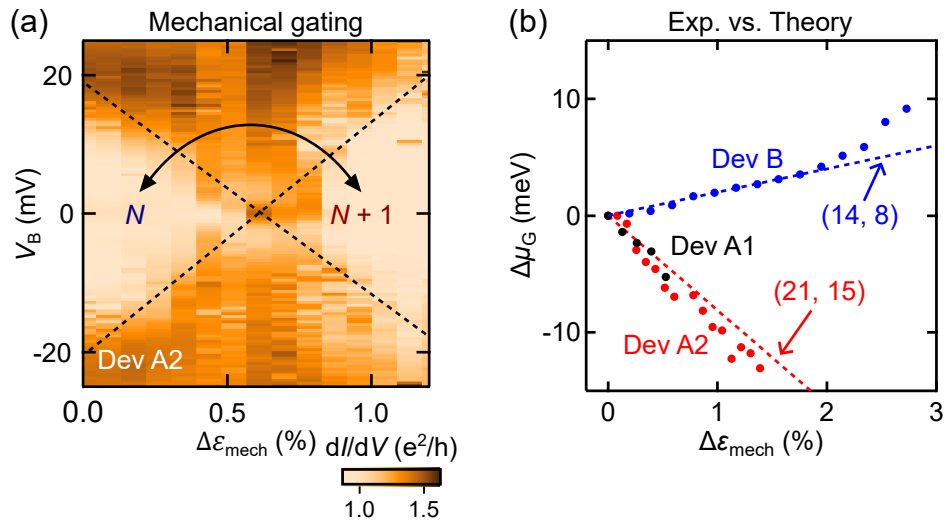 (a) Mechanical gating
V_B (mV)
20
0
-20
N
N + 1
Dev A2
0.0 0.5 1.0
Δε_mech (%)
dI/dV (e²/h)
1.0 1.5
(b) Exp. vs. Theory
Δμ_G (meV)
10
0
-10
Dev B
(14, 8)
Dev A1
(21, 15)
Dev A2
0 1 2 3
Δε_mech (%)